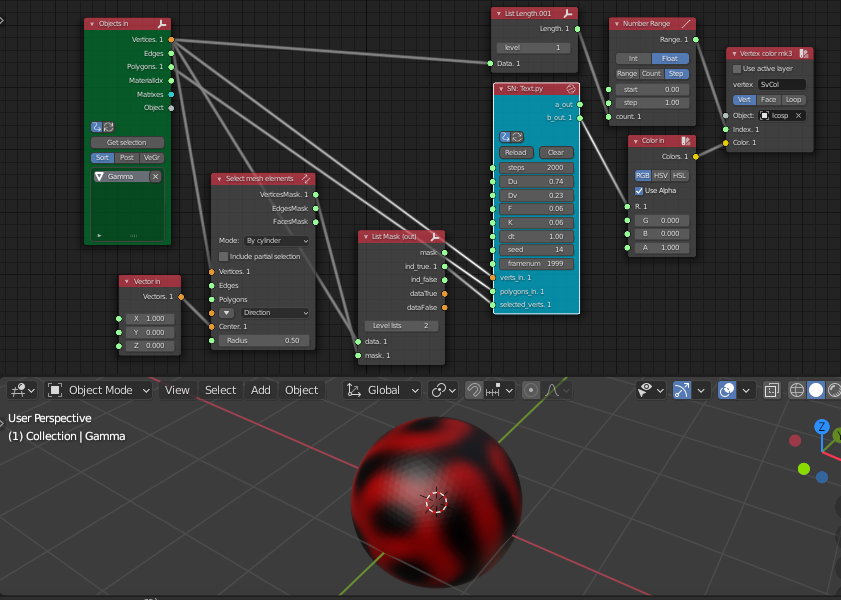 Objects in
Vertices. 1
Edges
Polygons. 1
MaterialIdx
Matrixes
Object
Get selection
Sort Post VeGr
Gamma
Vector in
Vectors. 1
X 1.000
Y 0.000
Z 0.000
Select mesh elements
VerticesMask. 1
EdgesMask
FacesMask
Mode: By cylinder
Include partial selection
Vertices. 1
Edges
Polygons
Direction
Center. 1
Radius 0.50
List Mask (out)
mask
ind_true. 1
ind_false
dataTrue
dataFalse
Level lists 2
data. 1
mask. 1
List Length.001
Length. 1
level 1
Data. 1
SN: Text.py
a_out
b_out. 1
Reload Clear
steps 2000
Du 0.74
Dv 0.23
F 0.06
K 0.06
dt 1.00
seed 14
framenum 1999
verts_in. 1
polygons_in. 1
selected_verts. 1
Number Range
Range. 1
Int Float
Range Count Step
start 0.00
step 1.00
count. 1
Color in
Colors. 1
RGB HSV HSL
Use Alpha
R. 1
G 0.000
B 0.000
A 1.000
Vertex color mk3
Use active layer
vertex SvCol
Vert Face Loop
Object: Icosp
Index. 1
Color. 1
Object Mode View Select Add Object Global
User Perspective
(1) Collection | Gamma
Z
Y